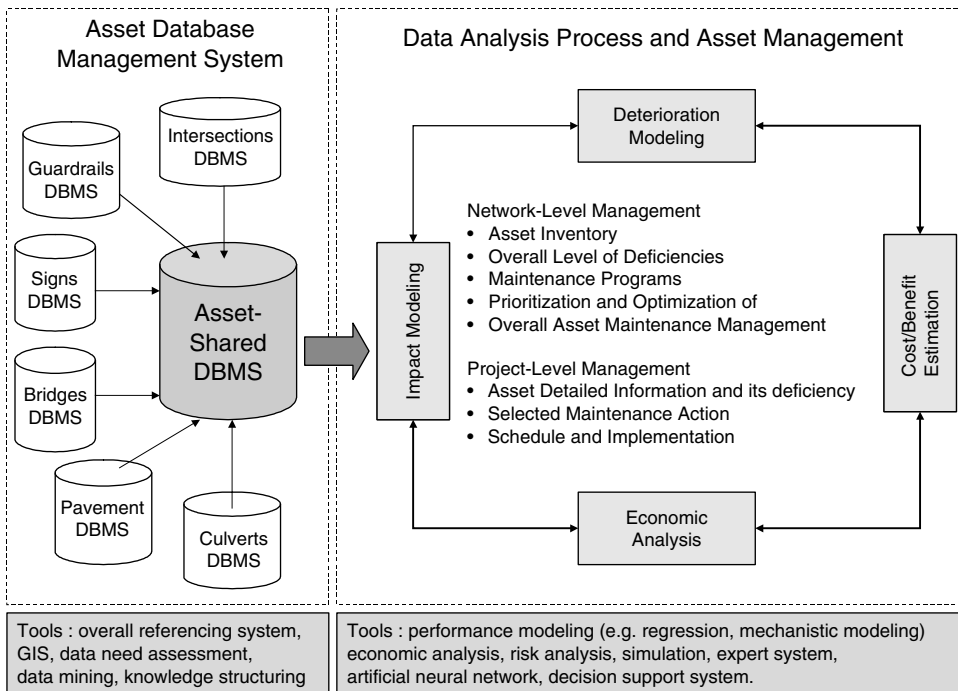 Asset Database
Management System
Intersections
DBMS
Guardrails
DBMS
Signs
DBMS
Asset-
Shared
DBMS
Bridges
DBMS
Pavement
DBMS
Culverts
DBMS
Tools : overall referencing system,
GIS, data need assessment,
data mining, knowledge structuring
Data Analysis Process and Asset Management
Deterioration
Modeling
Impact Modeling
Network-Level Management
• Asset Inventory
• Overall Level of Deficiencies
• Maintenance Programs
• Prioritization and Optimization of
• Overall Asset Maintenance Management
Project-Level Management
• Asset Detailed Information and its deficiency
• Selected Maintenance Action
• Schedule and Implementation
Cost/Benefit
Estimation
Economic
Analysis
Tools : performance modeling (e.g. regression, mechanistic modeling)
economic analysis, risk analysis, simulation, expert system,
artificial neural network, decision support system.